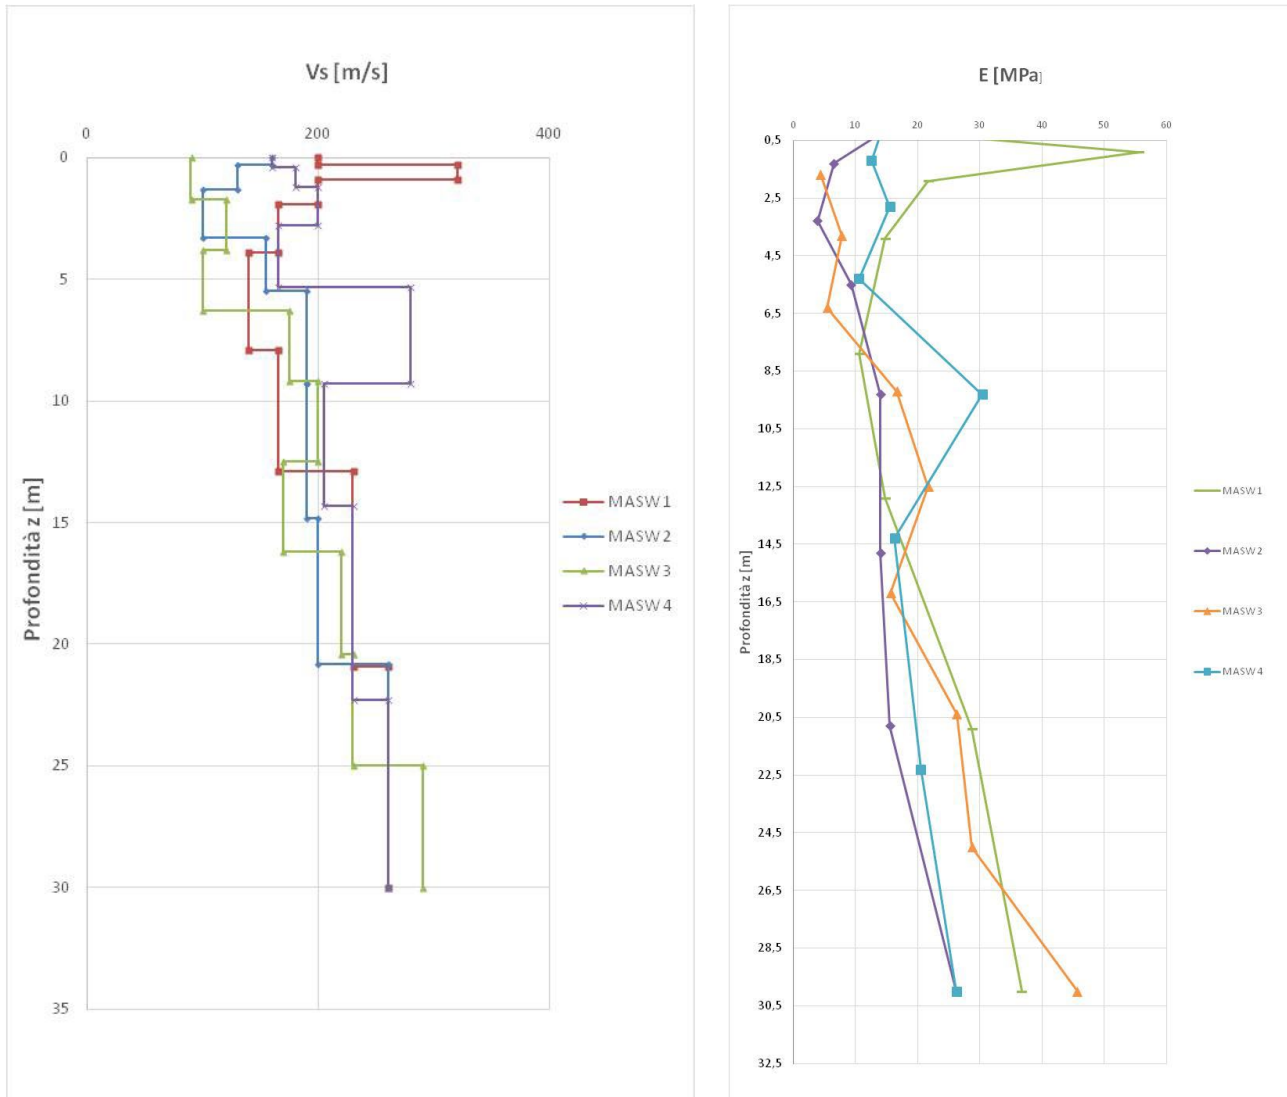 Vs [m/s]
0 200 400
0
5
10
15
20
25
30
35
Profondità z [m]
MASW1
MASW2
MASW3
MASW4
E [MPa]
0 10 20 30 40 50 60
0,5
2,5
4,5
6,5
8,5
10,5
12,5
14,5
16,5
18,5
20,5
22,5
24,5
26,5
28,5
30,5
32,5
Profondità z [m]
MASW1
MASW2
MASW3
MASW4